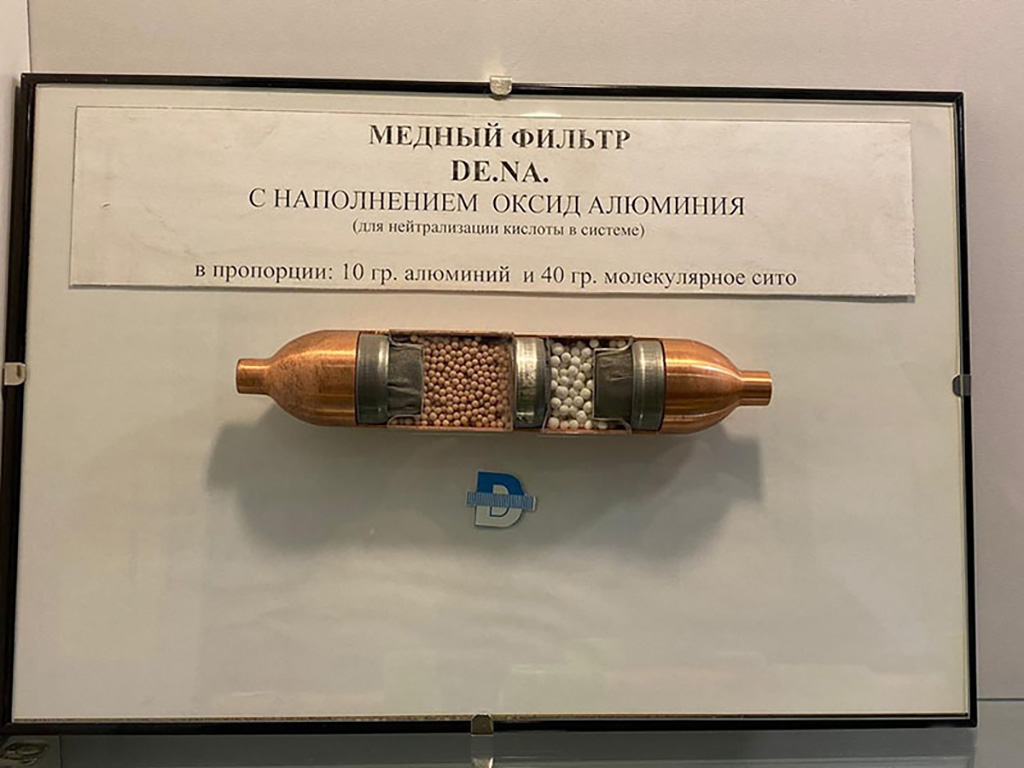 МЕДНЫЙ ФИЛЬТР
DE.NA.
С НАПОЛНЕНИЕМ ОКСИД АЛЮМИНИЯ
(для нейтрализации кислоты в системе)
в пропорции: 10 гр. алюминий и 40 гр. молекулярное сито
D